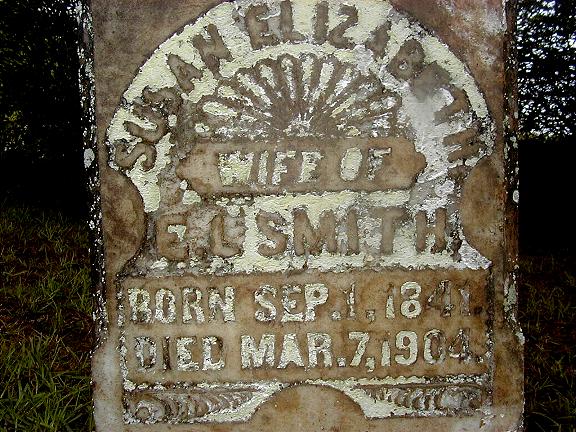 SUSAN ELIZABETH
WIFE OF
G.C SMITH.
BORN SEP. 1, 1841.
DIED MAR. 7, 1904.